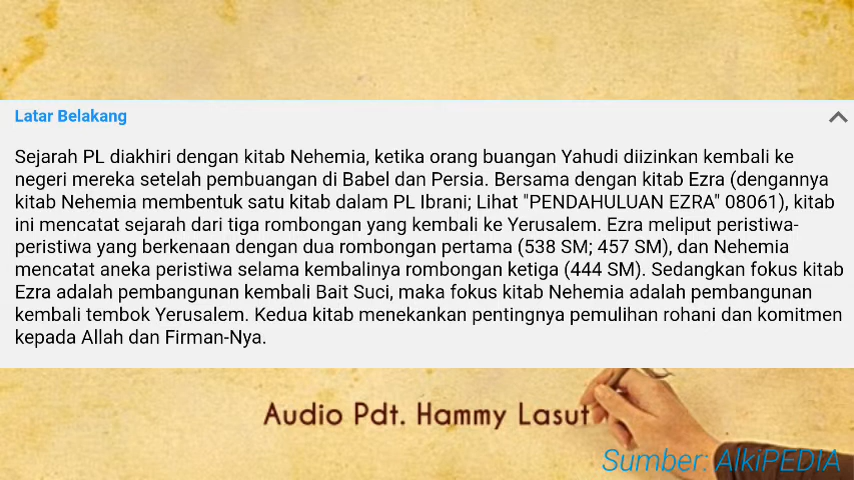 Latar Belakang
Sejarah PL diakhiri dengan kitab Nehemia, ketika orang buangan Yahudi diizinkan kembali ke
negeri mereka setelah pembuangan di Babel dan Persia. Bersama dengan kitab Ezra (dengannya
kitab Nehemia membentuk satu kitab dalam PL Ibrani; Lihat "PENDAHULUAN EZRA" 08061), kitab
ini mencatat sejarah dari tiga rombongan yang kembali ke Yerusalem. Ezra meliput peristiwa-
peristiwa yang berkenaan dengan dua rombongan pertama (538 SM; 457 SM), dan Nehemia
mencatat aneka peristiwa selama kembalinya rombongan ketiga (444 SM). Sedangkan fokus kitab
Ezra adalah pembangunan kembali Bait Suci, maka fokus kitab Nehemia adalah pembangunan
kembali tembok Yerusalem. Kedua kitab menekankan pentingnya pemulihan rohani dan komitmen
kepada Allah dan Firman-Nya.
Audio Pdt. Hammy Lasut
Sumber: AlkiPEDIA